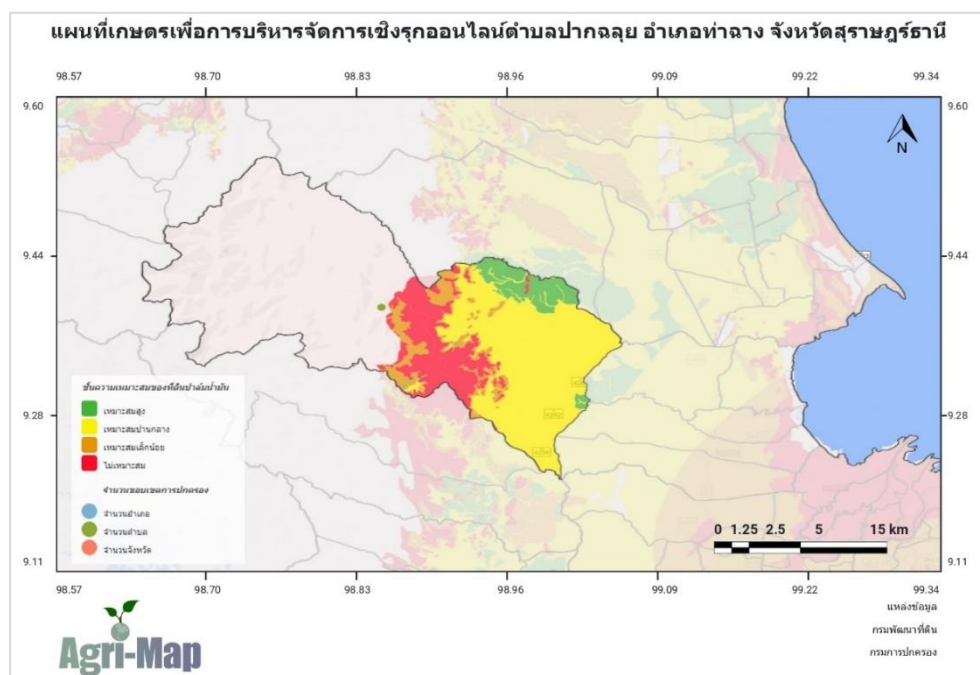 แผนที่เกษตรเพื่อการบริหารจัดการเชิงรุกออนไลน์ตำบลปากฉลุย อำเภอท่าฉาง จังหวัดสุราษฎร์ธานี
98.57 98.70 98.83 98.96 99.09 99.22 99.34
9.60 9.60
N
9.44 9.44
ชั้นความเหมาะสมของที่ดินปาล์มน้ำมัน
เหมาะสมสูง
เหมาะสมปานกลาง
เหมาะสมเล็กน้อย
ไม่เหมาะสม
9.28 9.28
จำนวนขอบเขตการปกครอง
จำนวนอำเภอ
จำนวนตำบล
จำนวนจังหวัด
0 1.25 2.5 5 15 km
9.11 9.11
98.57 98.70 98.83 98.96 99.09 99.22 99.34
แหล่งข้อมูล
กรมพัฒนาที่ดิน
กรมการปกครอง
Agri-Map